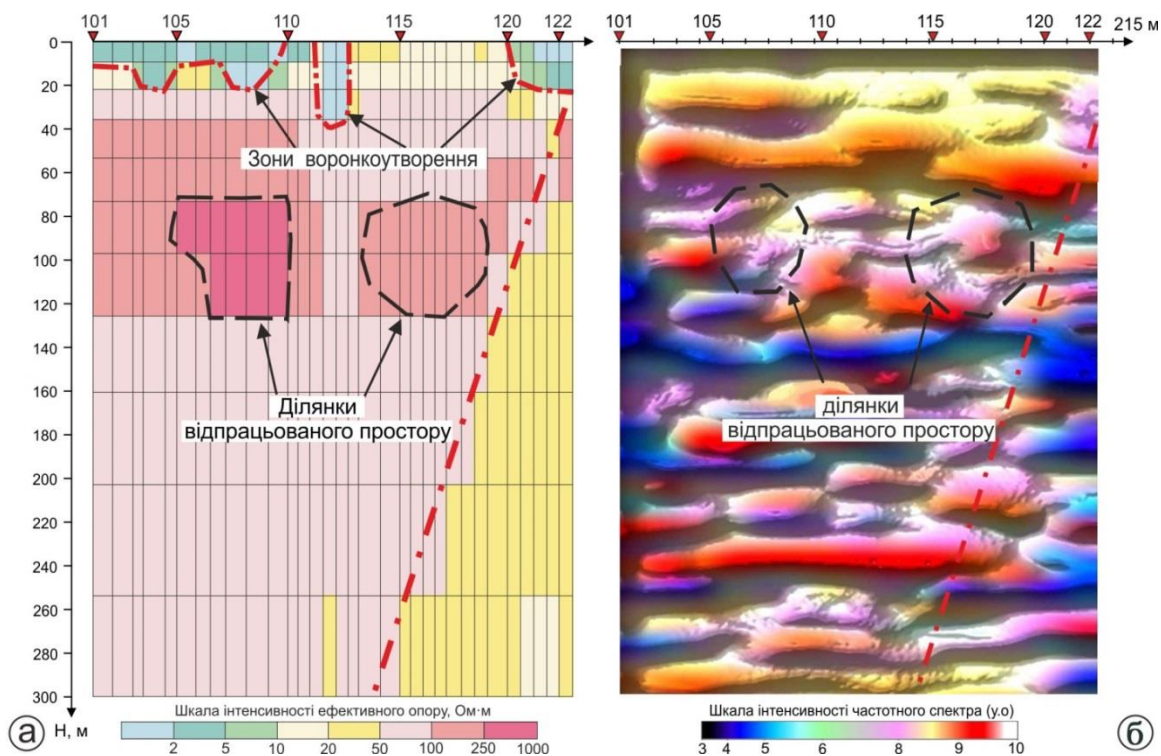 101 105 110 115 120 122
0
20
40
60
80
100
120
140
160
180
200
220
240
260
280
300
Н, м
Зони воронкоутворення
Ділянки
відпрацьованого простору
Шкала інтенсивності ефективного опору, Ом·м
2 5 10 20 50 100 250 1000
а
101 105 110 115 120 122 215 м
ділянки
відпрацьованого простору
Шкала інтенсивності частотного спектра (у.о)
3 4 5 6 8 9 10
б